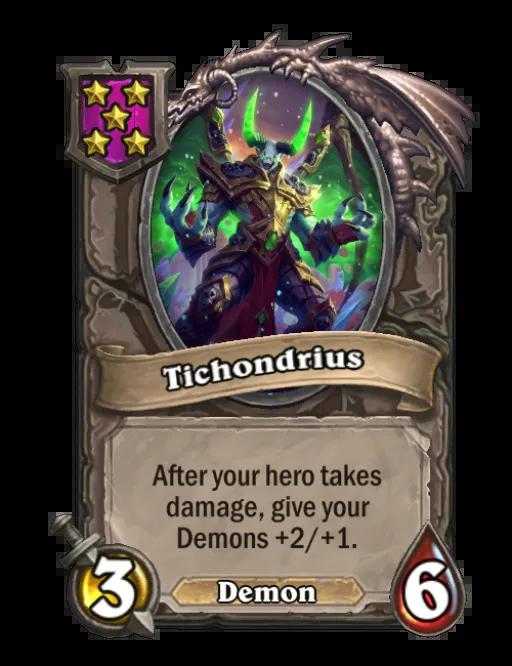 Tichondrius
After your hero takes
damage, give your
Demons +2/+1.
3
Demon
6